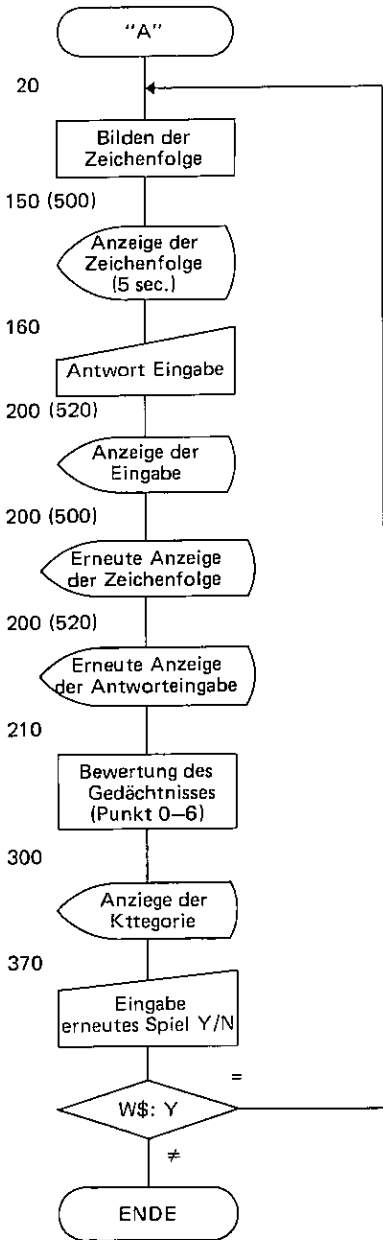 “A”
20
Bilden der
Zeichenfolge
150 (500)
Anzeige der
Zeichenfolge
(5 sec.)
160
Antwort Eingabe
200 (520)
Anzeige der
Eingabe
200 (500)
Erneute Anzeige
der Zeichenfolge
200 (520)
Erneute Anzeige
der Antworteingabe
210
Bewertung des
Gedächtnisses
(Punkt 0–6)
300
Anziege der
Kttegorie
370
Eingabe
erneutes Spiel Y/N
=
W$: Y
≠
ENDE